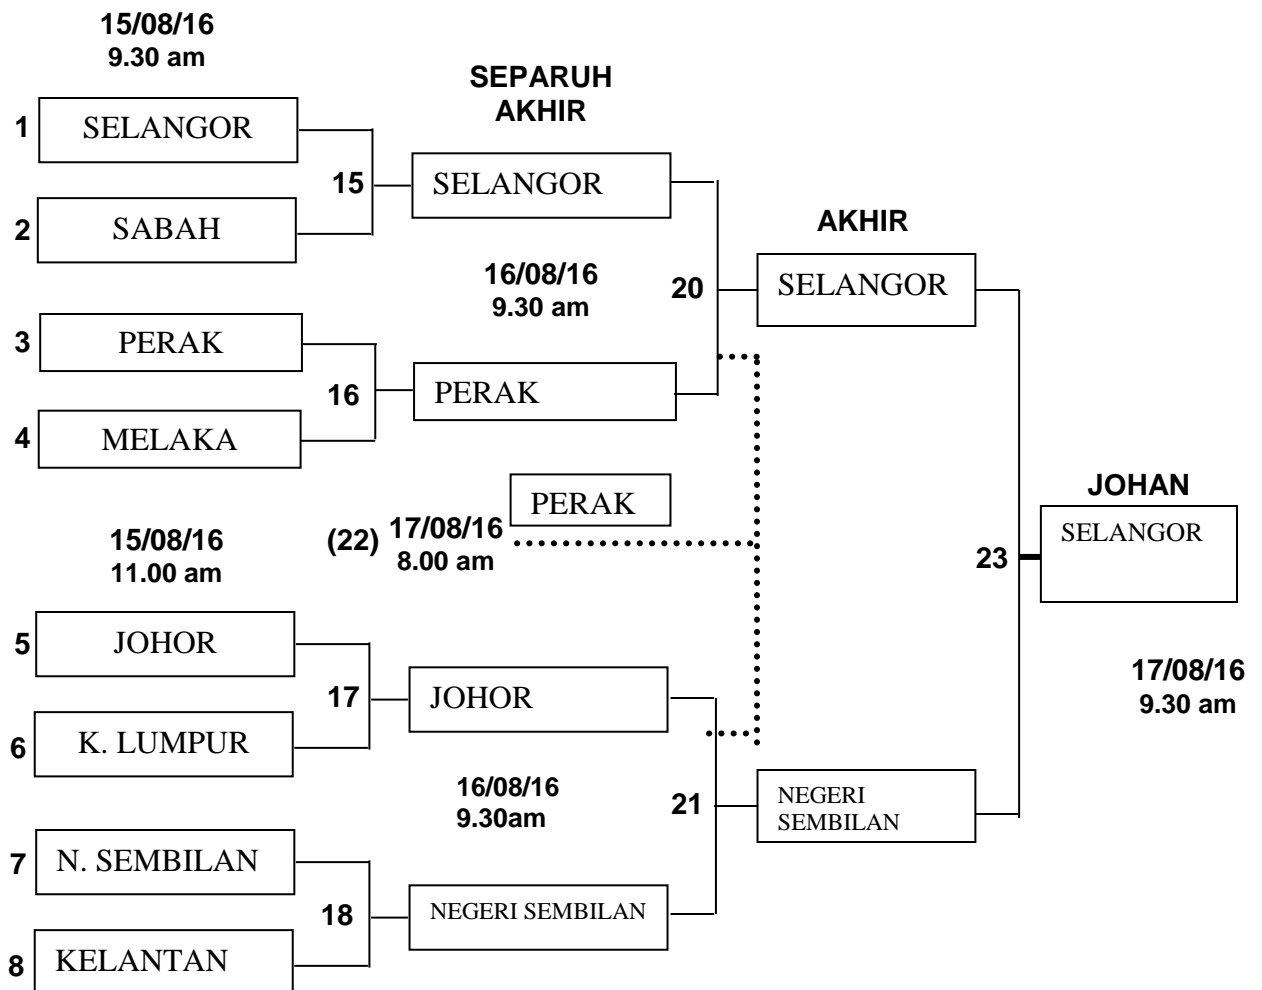 15/08/16
9.30 am
SEPARUH
AKHIR
1
SELANGOR
15
SELANGOR
2
SABAH
AKHIR
16/08/16
9.30 am
20
SELANGOR
3
PERAK
16
PERAK
4
MELAKA
PERAK
JOHAN
SELANGOR
15/08/16
11.00 am
(22)
17/08/16
8.00 am
23
5
JOHOR
17
JOHOR
17/08/16
9.30 am
6
K. LUMPUR
16/08/16
9.30am
21
NEGERI
SEMBILAN
7
N. SEMBILAN
18
NEGERI SEMBILAN
8
KELANTAN